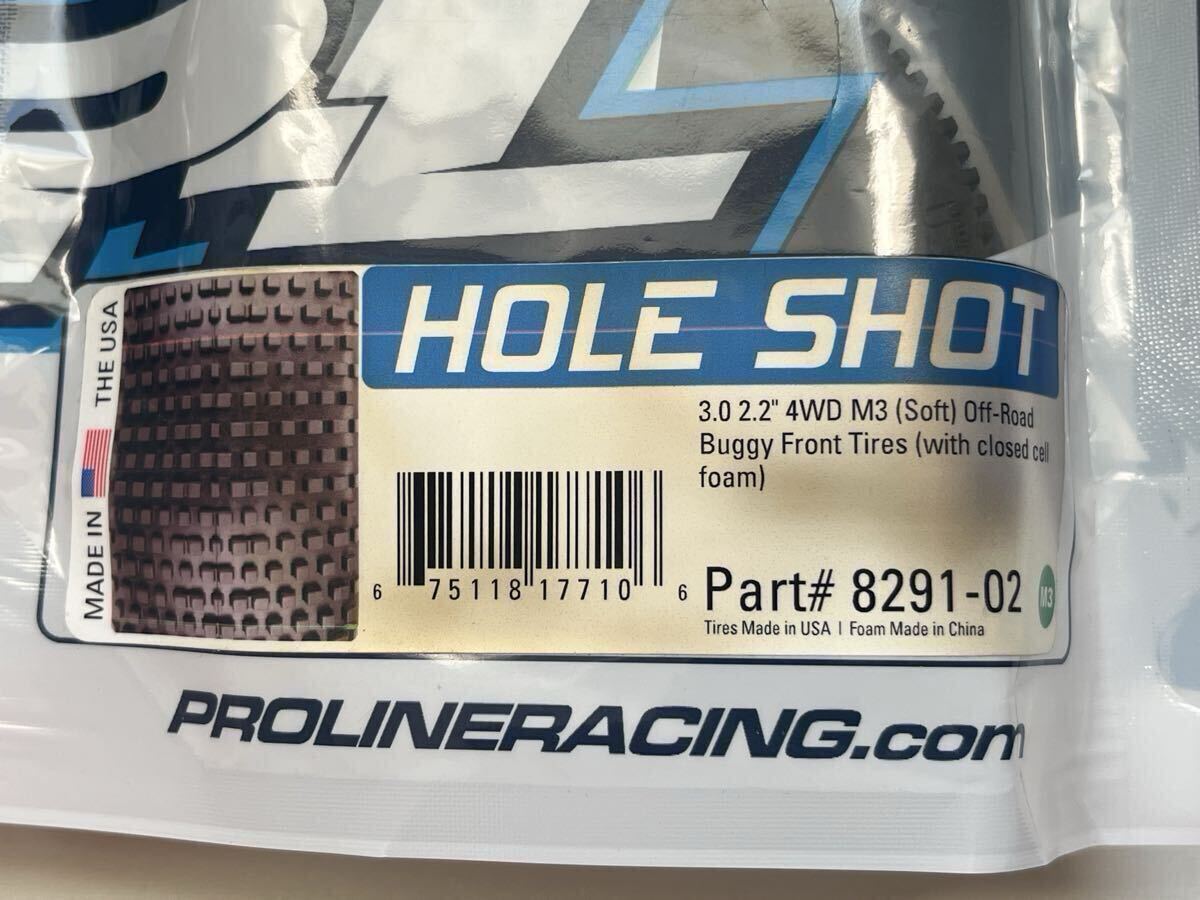 PL
MADE IN THE USA
HOLE SHOT
3.0 2.2" 4WD M3 (Soft) Off-Road
Buggy Front Tires (with closed cell
foam)
6 75118 17710 6
Part# 8291-02
M3
Tires Made in USA | Foam Made in China
PROLINERACING.com